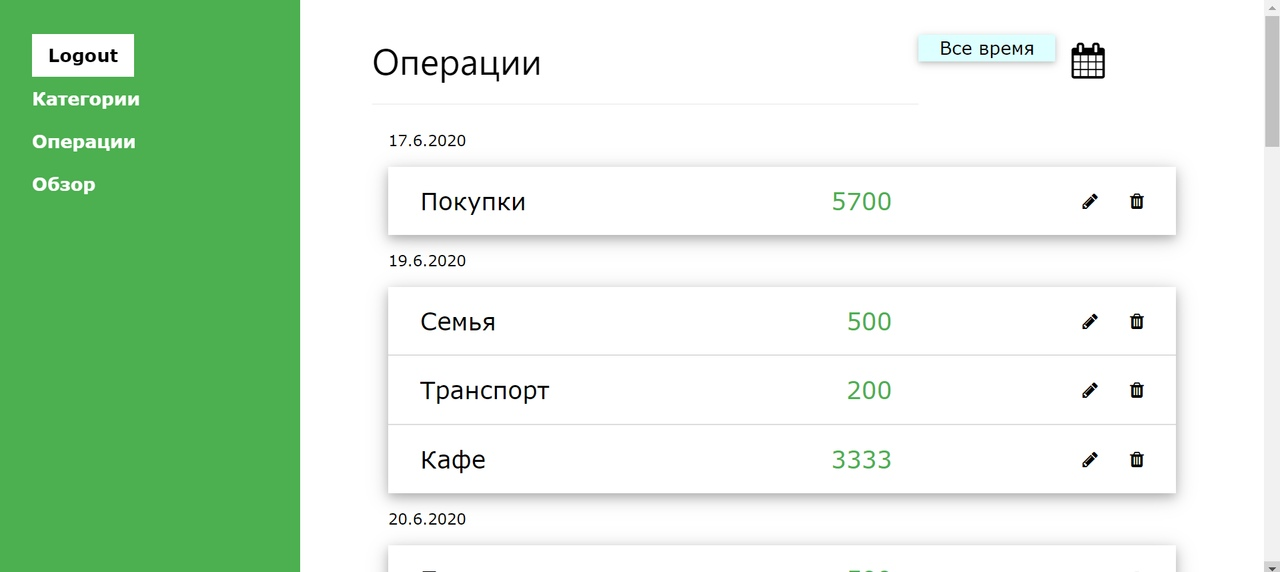 Logout
Категории
Операции
Обзор
Операции
Все время
17.6.2020
Покупки 5700
19.6.2020
Семья 500
Транспорт 200
Кафе 3333
20.6.2020